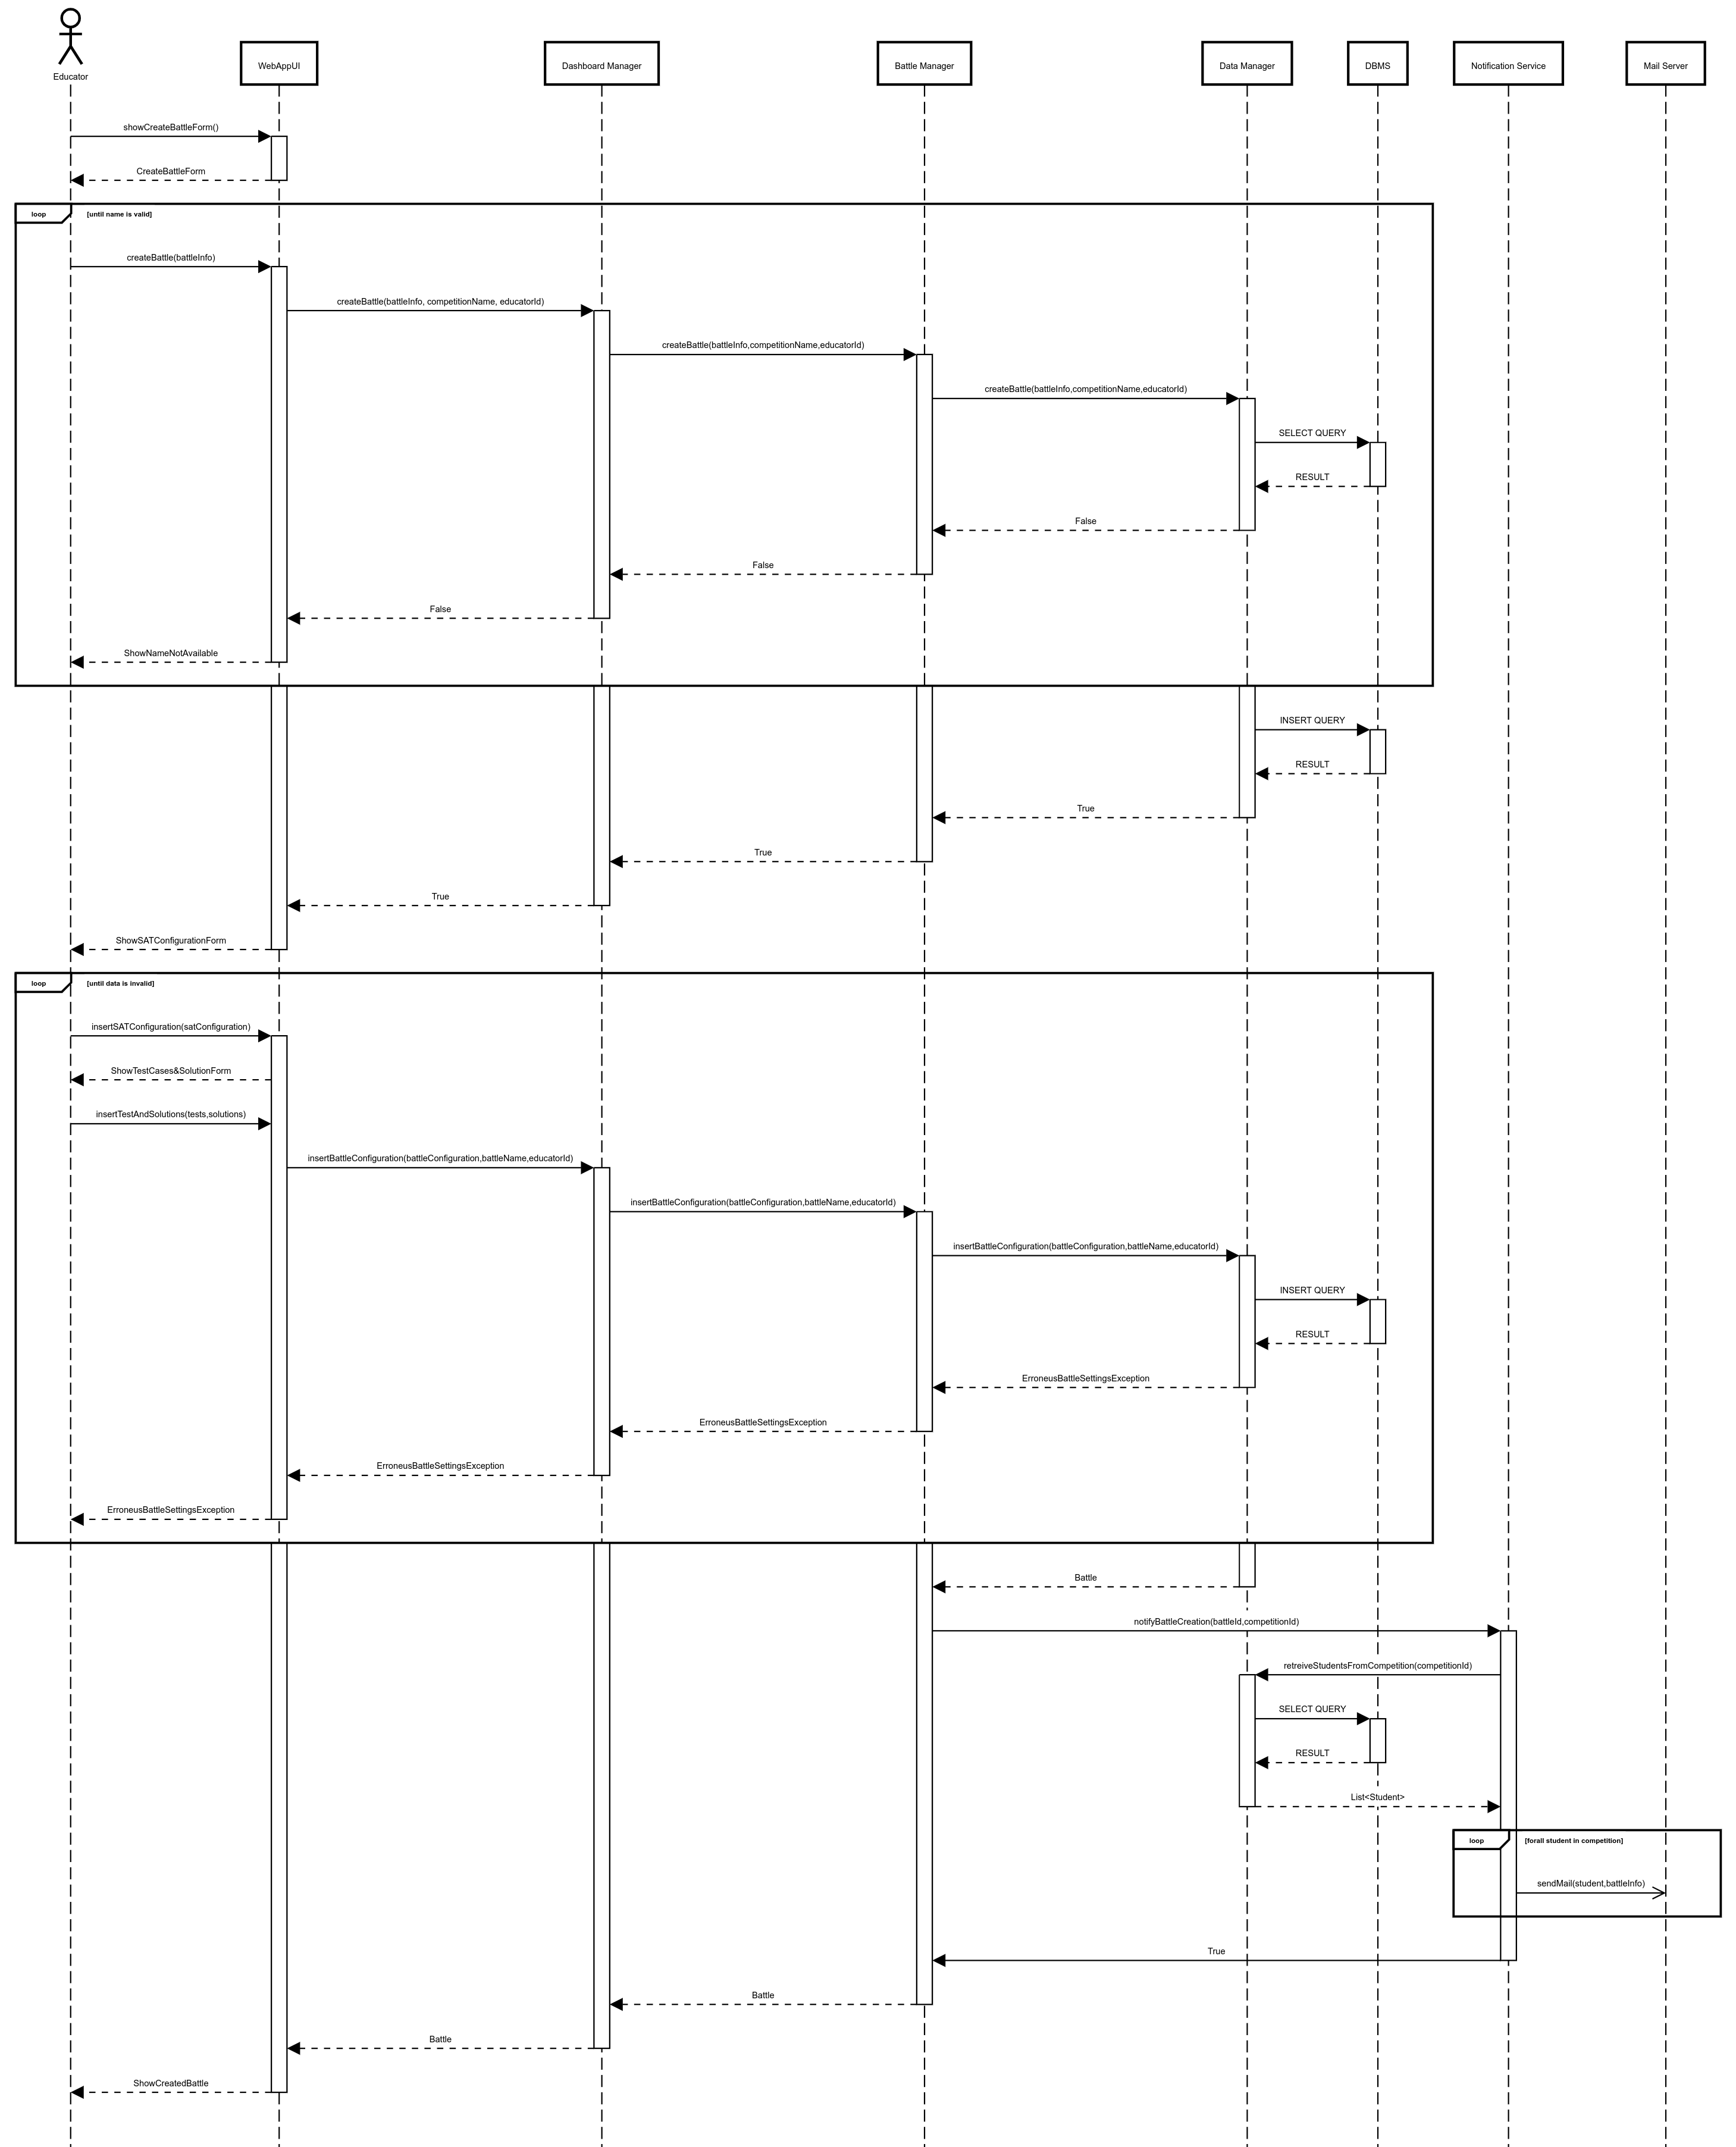 Educator
WebAppUI
Dashboard Manager
Battle Manager
Data Manager
DBMS
Notification Service
Mail Server
showCreateBattleForm()
CreateBattleForm
loop
[until name is valid]
createBattle(battleInfo)
createBattle(battleInfo, competitionName, educatorId)
createBattle(battleInfo,competitionName,educatorId)
createBattle(battleInfo,competitionName,educatorId)
SELECT QUERY
RESULT
False
False
False
ShowNameNotAvailable
INSERT QUERY
RESULT
True
True
True
ShowSATConfigurationForm
loop
[until data is invalid]
insertSATConfiguration(satConfiguration)
ShowTestCases&SolutionForm
insertTestAndSolutions(tests,solutions)
insertBattleConfiguration(battleConfiguration,battleName,educatorId)
insertBattleConfiguration(battleConfiguration,battleName,educatorId)
insertBattleConfiguration(battleConfiguration,battleName,educatorId)
INSERT QUERY
RESULT
ErroneusBattleSettingsException
ErroneusBattleSettingsException
ErroneusBattleSettingsException
ErroneusBattleSettingsException
Battle
notifyBattleCreation(battleId,competitionId)
retreiveStudentsFromCompetition(competitionId)
SELECT QUERY
RESULT
List<Student>
loop
[forall student in competition]
sendMail(student,battleInfo)
True
Battle
Battle
ShowCreatedBattle